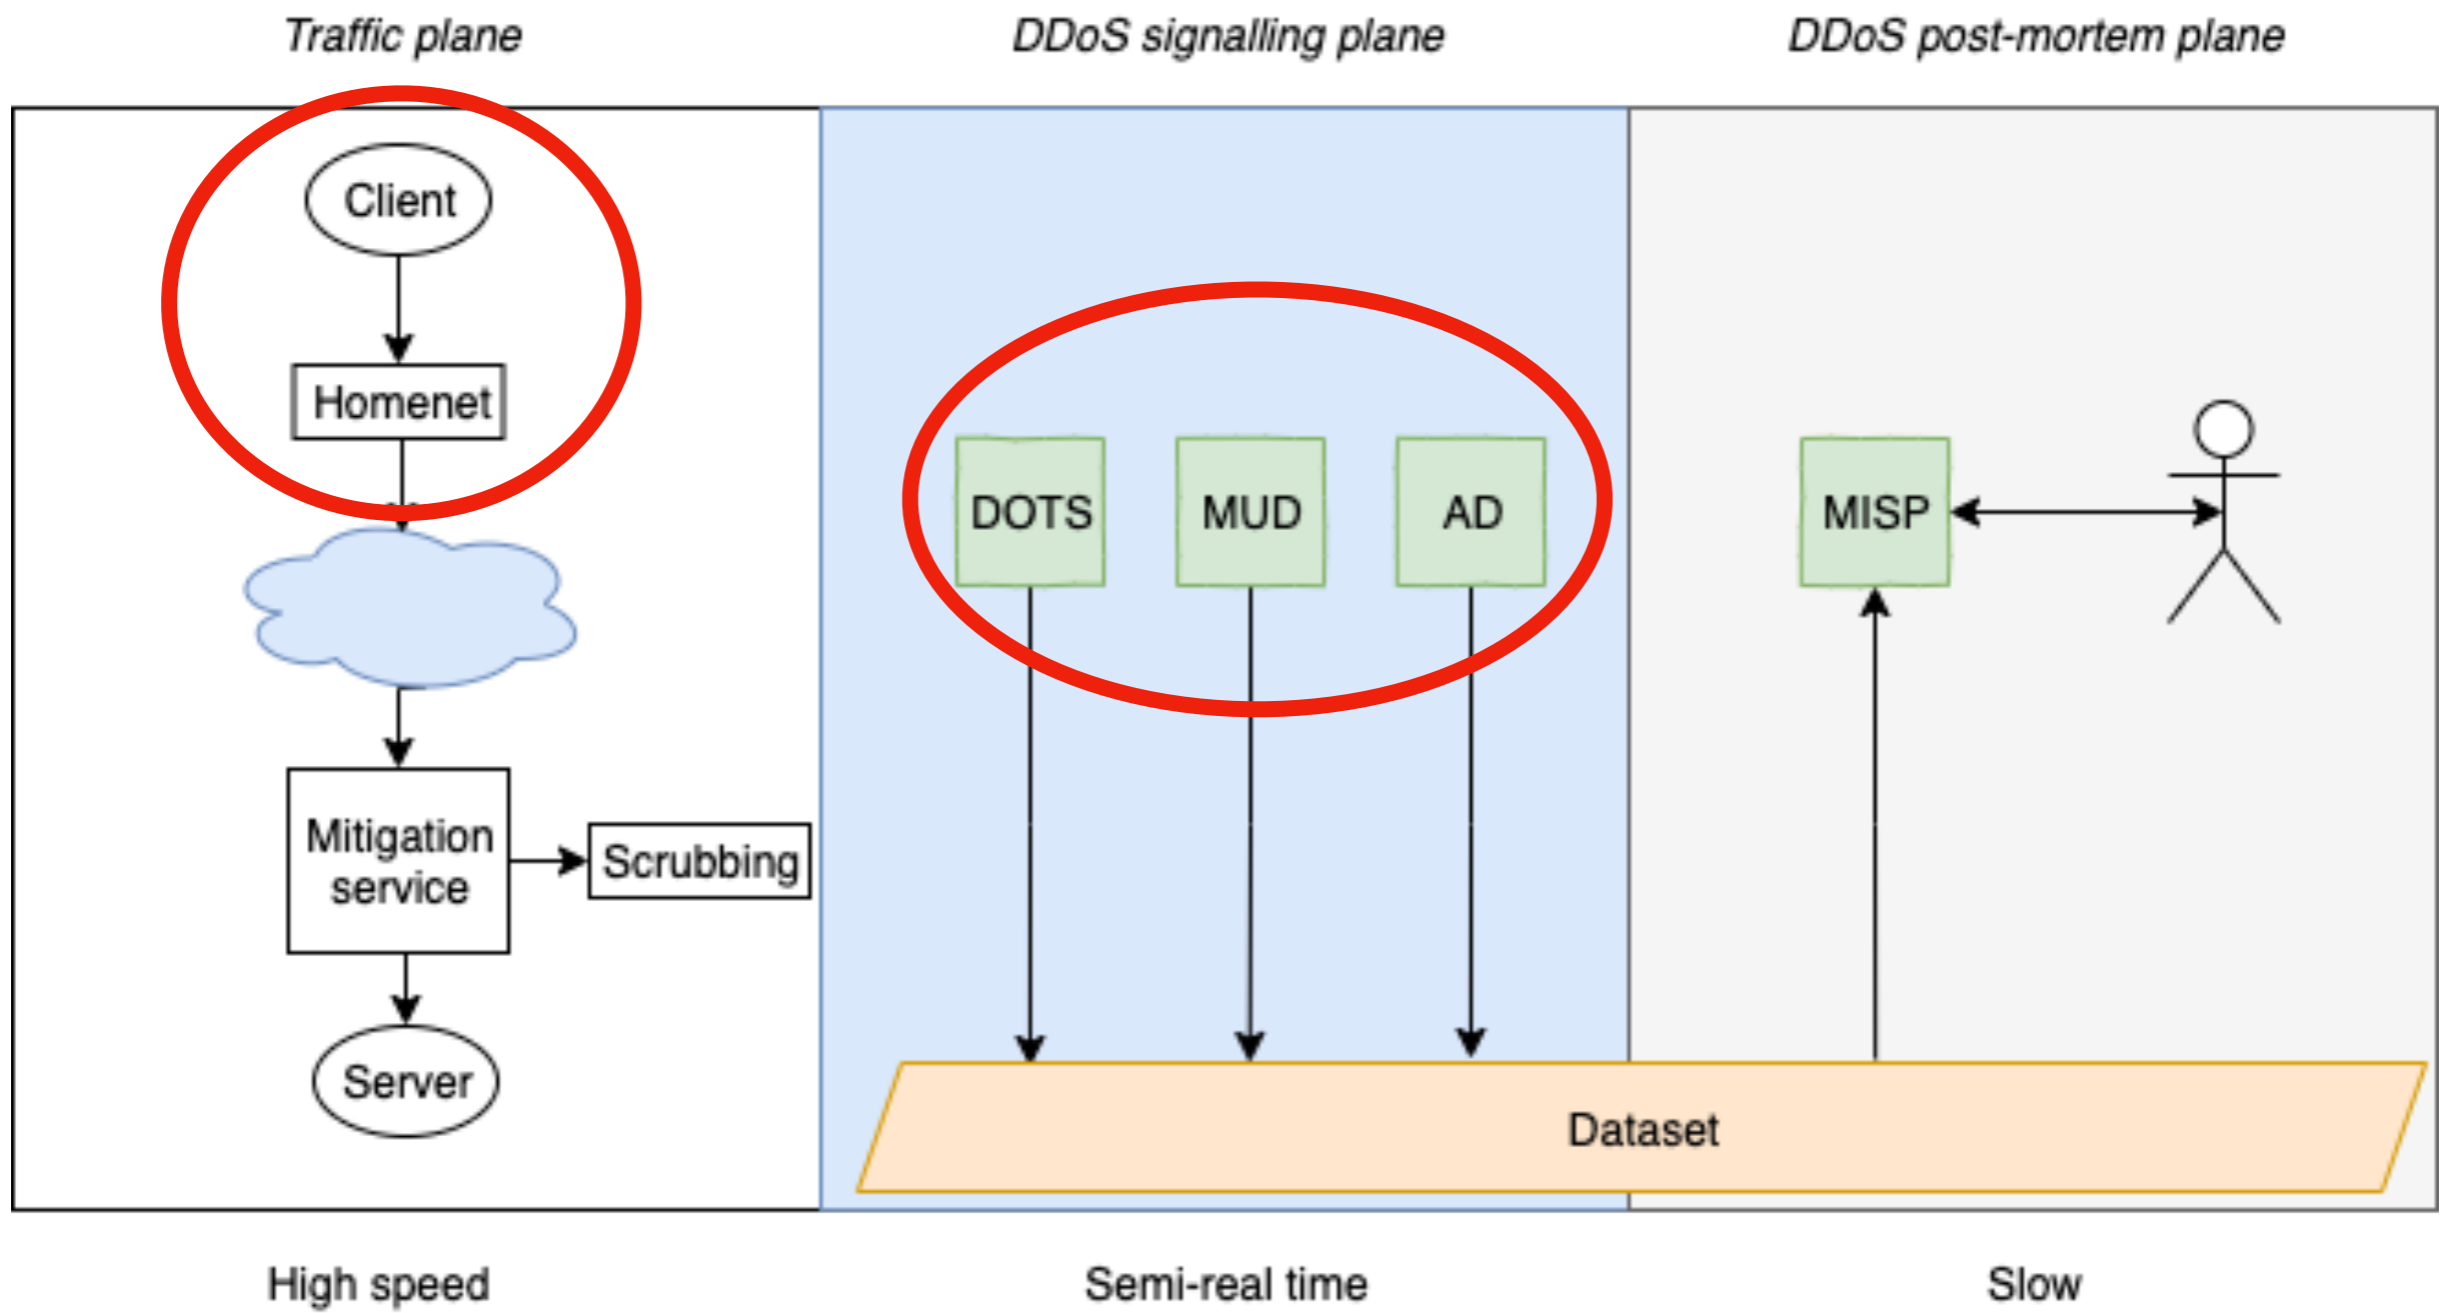 Traffic plane
DDoS signalling plane
DDoS post-mortem plane
Client
Homenet
Mitigation
service
Scrubbing
Server
DOTS
MUD
AD
MISP
Dataset
High speed
Semi-real time
Slow